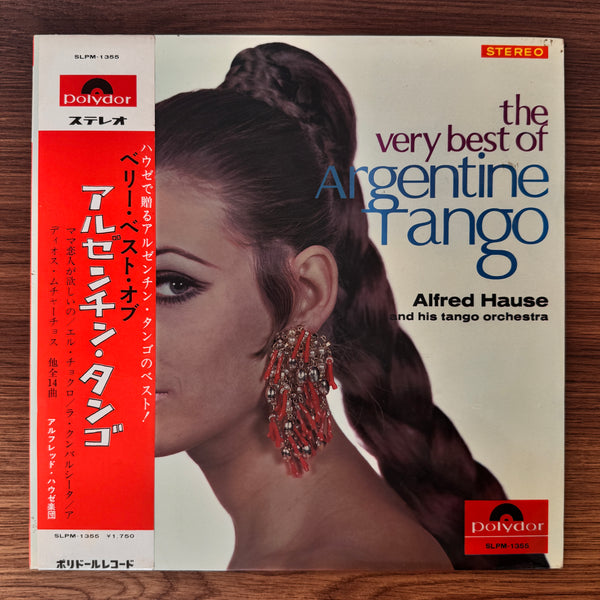 SLPM-1355
polydor
ステレオ
ハウゼで贈るアルゼンチン・タンゴのベスト!
ベリー・ベスト・オブ
アルゼンチン・タンゴ
ママ恋人が欲しいの/エル・チョクロ/ラ・クンパルシータ/ア
ディオス・ムチャーチョス 他全14曲
アルフレッド・ハウゼ楽団
SLPM-1355 ¥1,750
ポリドールレコード
STEREO
the
very best of
Argentine
Tango
Alfred Hause
and his tango orchestra
polydor
SLPM-1355